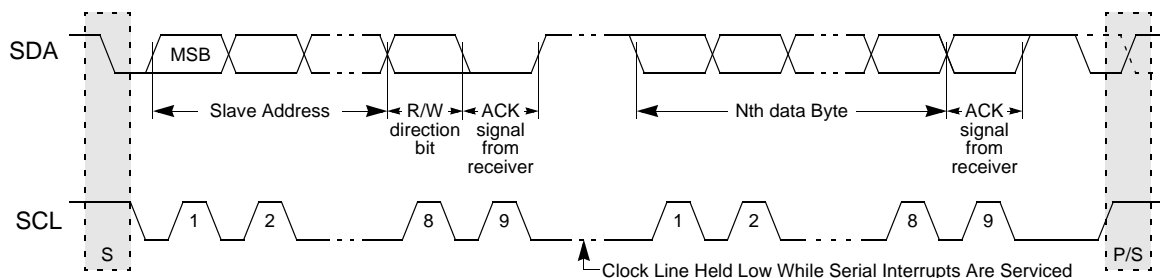 SDA
MSB
Slave Address
R/W
direction
bit
ACK
signal
from
receiver
Nth data Byte
ACK
signal
from
receiver
SCL
1
2
8
9
1
2
8
9
S
P/S
Clock Line Held Low While Serial Interrupts Are Serviced